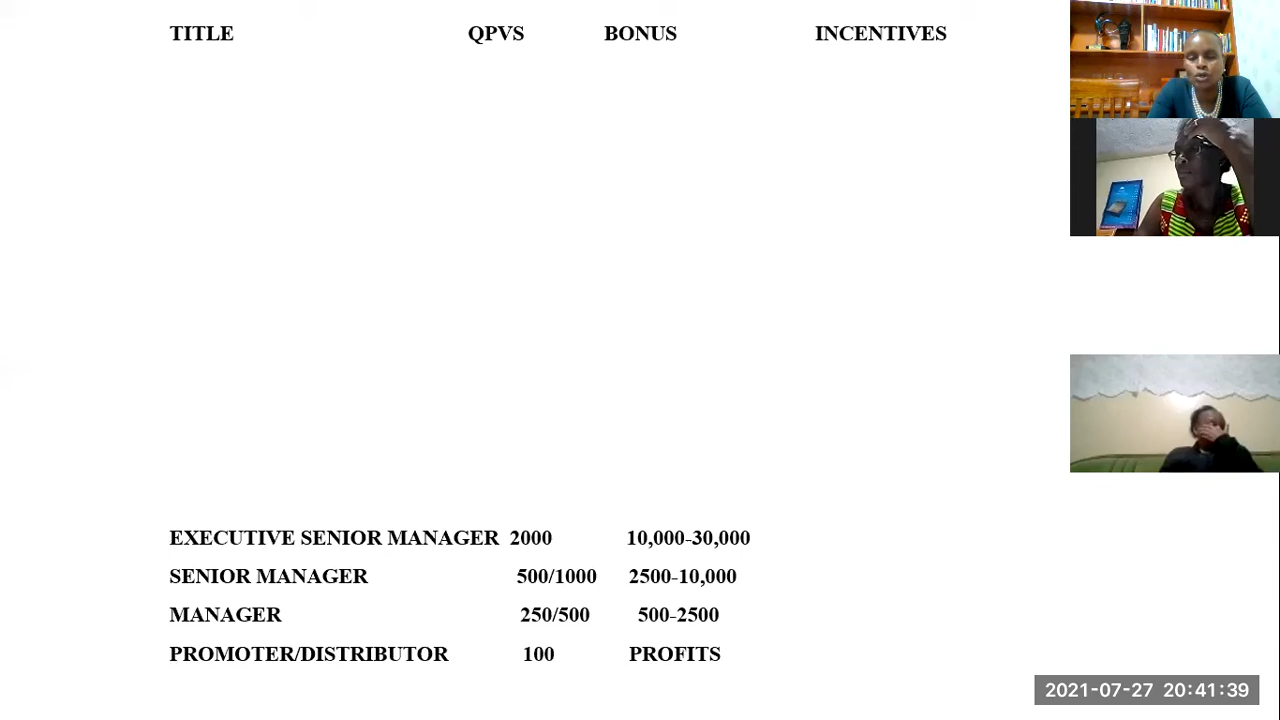 TITLE QPVS BONUS INCENTIVES
EXECUTIVE SENIOR MANAGER 2000 10,000-30,000
SENIOR MANAGER 500/1000 2500-10,000
MANAGER 250/500 500-2500
PROMOTER/DISTRIBUTOR 100 PROFITS
2021-07-27 20:41:39